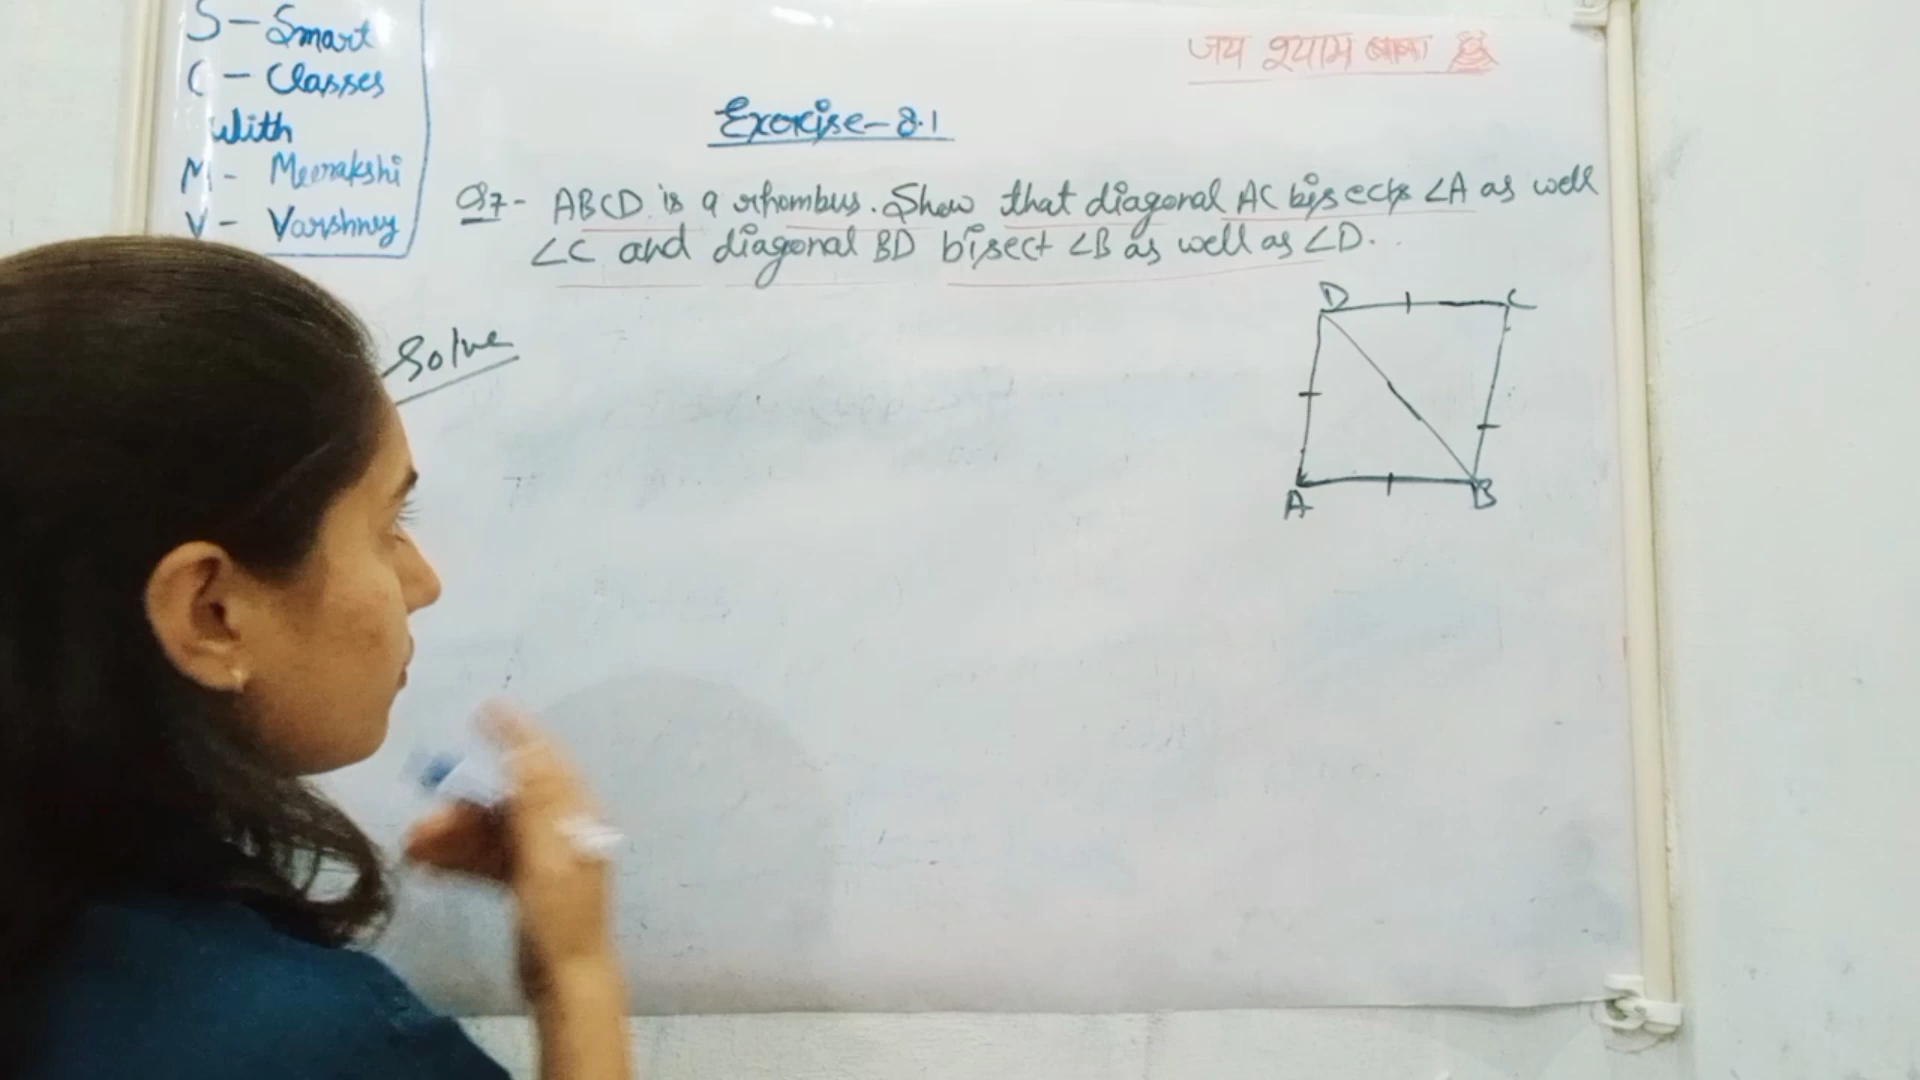 S - Smart
C - Classes
With
M - Meenakshi
V - Varshney
जय श्याम बाबा
Exercise - 8.1
Q7 - ABCD is a rhombus. Show that diagonal AC bisects ∠A as well
∠C and diagonal BD bisect ∠B as well as ∠D.
Solve
D C
A B